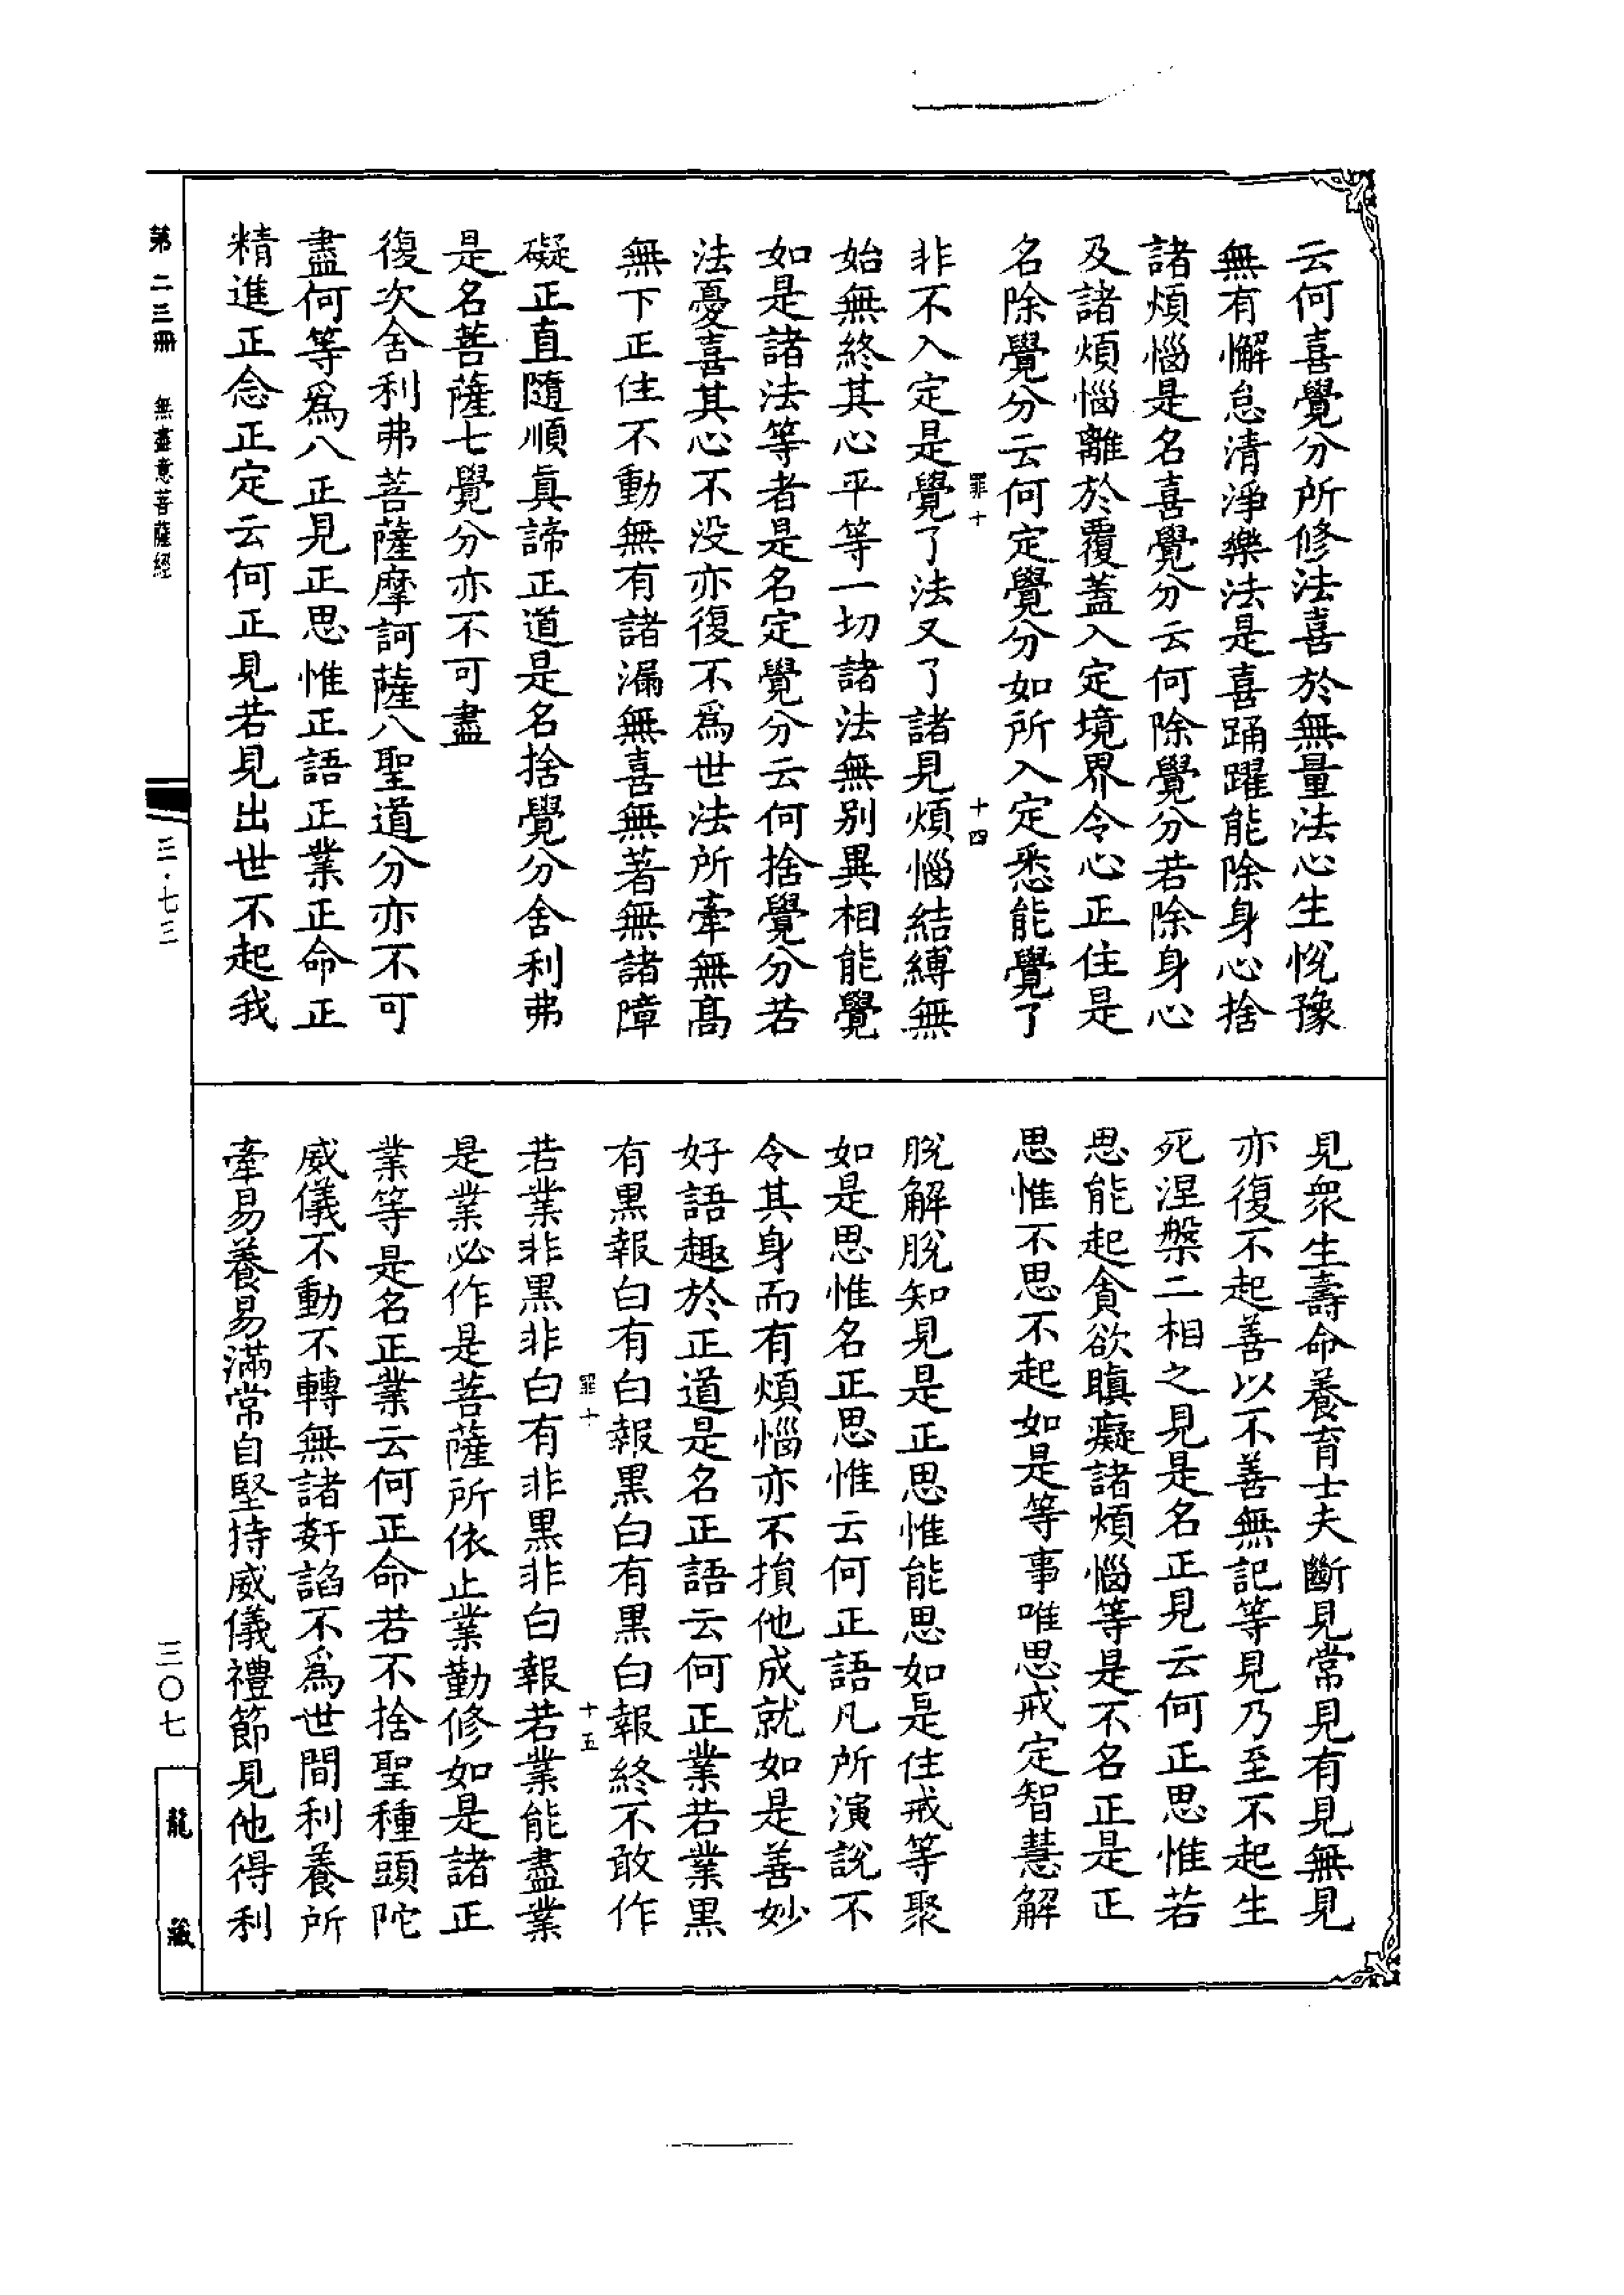 云何喜覺分所修法喜於無量法心生悅豫
無有懈怠清淨樂法是喜踊躍能除身心捨
諸煩惱是名喜覺分云何除覺分若除身心
及諸煩惱離於覆蓋入定境界令心正住是
名除覺分云何定覺分如所入定悉能覺了
罪十　十四
非不入定是覺了法又了諸見煩惱結縛無
始無終其心平等一切諸法無別異相能覺
如是諸法等者是名定覺分云何捨覺分若
法憂喜其心不没亦復不爲世法所牽無高
無下正住不動無有諸漏無喜無著無諸障
礙正直隨順眞諦正道是名捨覺分舍利弗
是名菩薩七覺分亦不可盡
復次舍利弗菩薩摩訶薩八聖道分亦不可
盡何等爲八正見正思惟正語正業正命正
精進正念正定云何正見若見出世不起我
見衆生壽命養育士夫斷見常見有見無見
亦復不起善以不善無記等見乃至不起生
死涅槃二相之見是名正見云何正思惟若
思能起貪欲瞋癡諸煩惱等是不名正是正
思惟不思不起如是等事唯思戒定智慧解
脫解脫知見是正思惟能思如是住戒等聚
如是思惟名正思惟云何正語凡所演說不
令其身而有煩惱亦不損他成就如是善妙
好語趣於正道是名正語云何正業若業黑
有黑報白有白報黑白有黑白報終不敢作
罪十　十五
若業非黑非白有非黑非白報若業能盡業
是業必作是菩薩所依止業勤修如是諸正
業等是名正業云何正命若不捨聖種頭陀
威儀不動不轉無諸姧諂不爲世間利養所
牽易養易滿常自堅持威儀禮節見他得利
第二三冊　無盡意菩薩經
三·七三
三〇七
龍藏